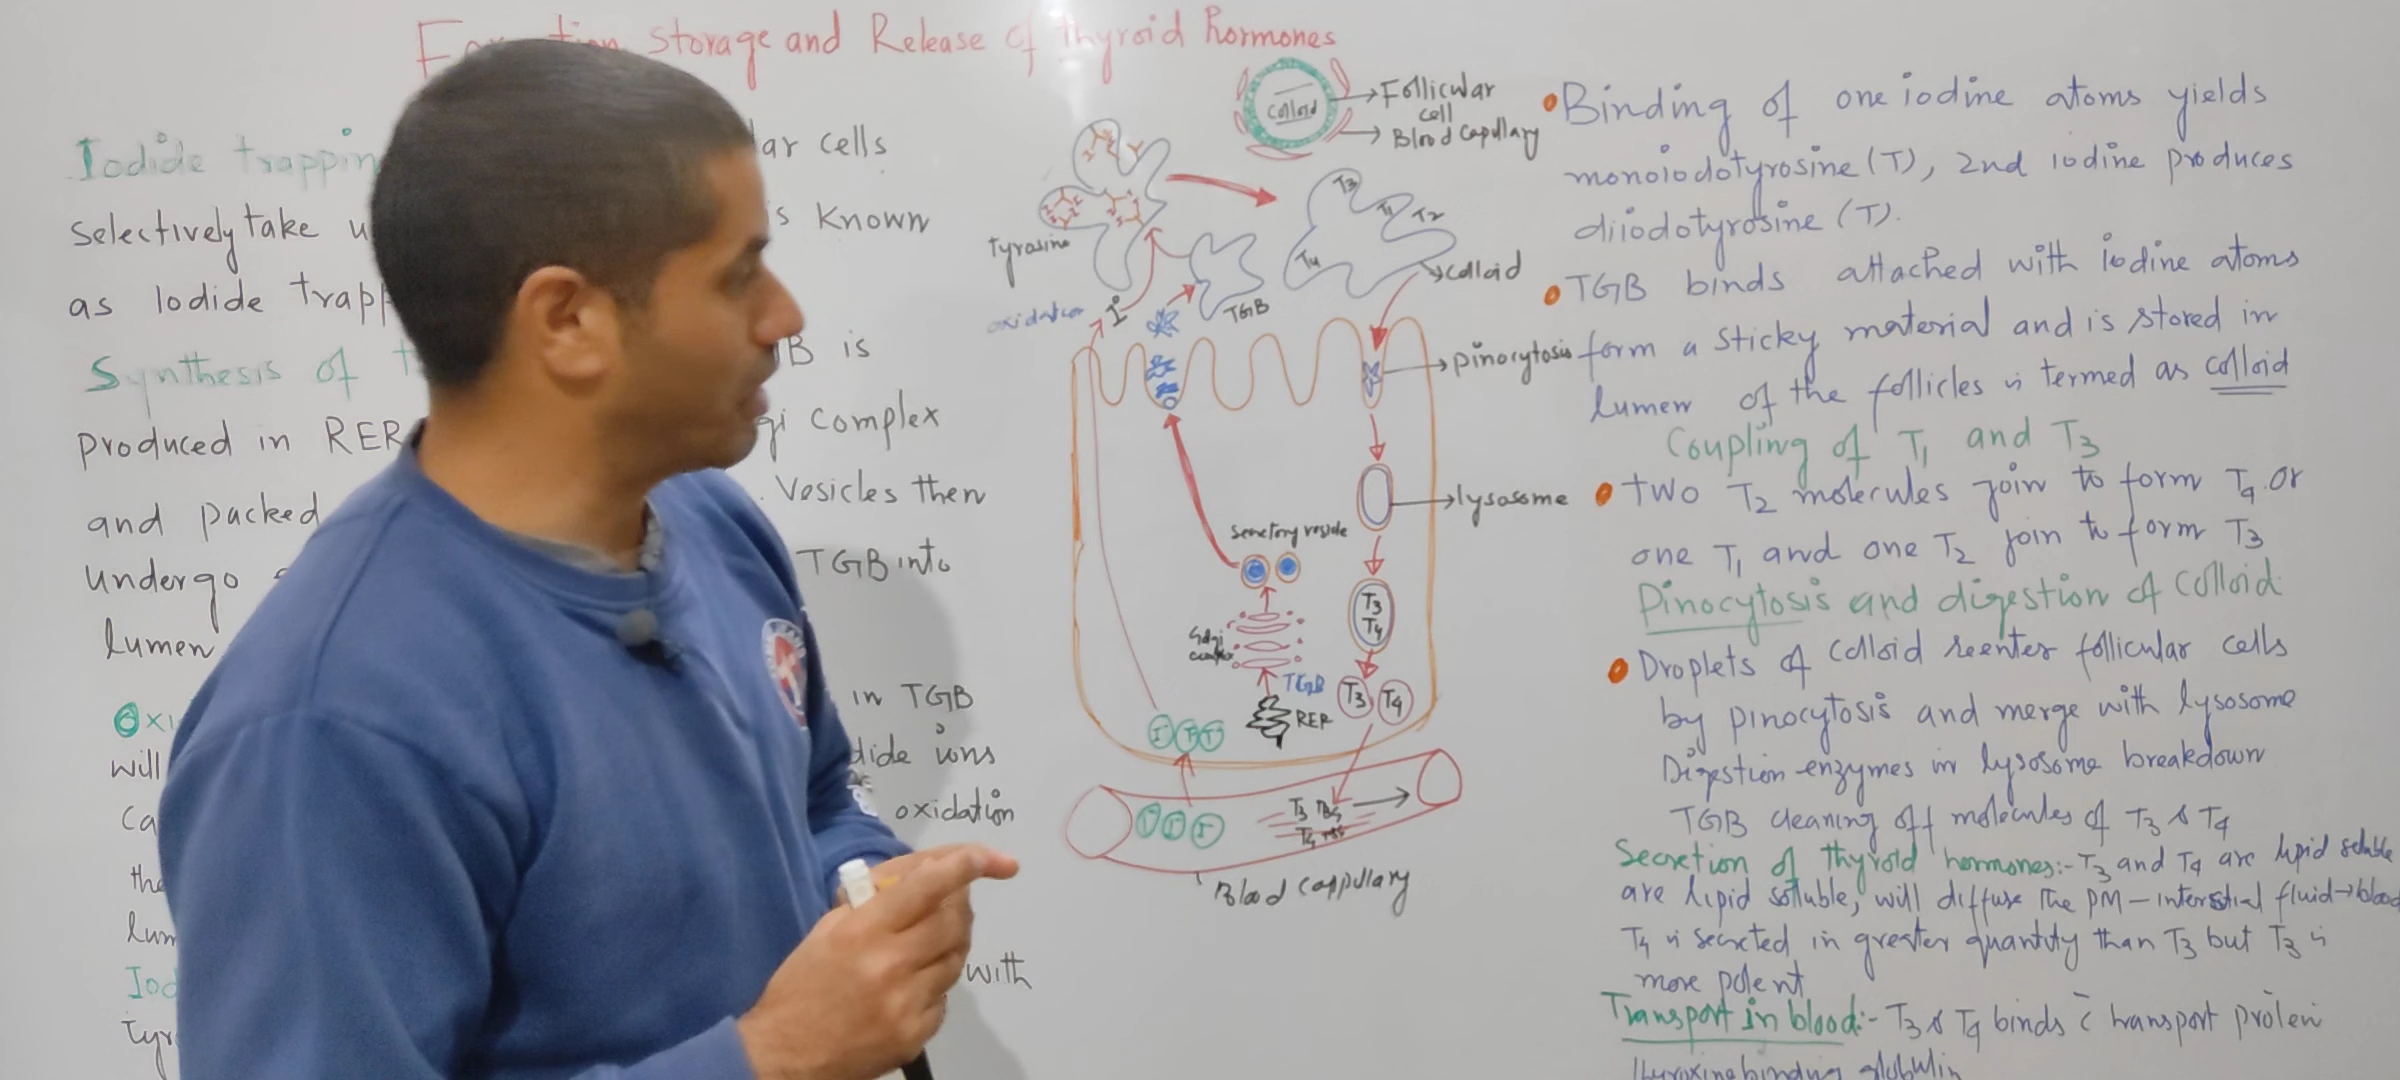 storage and Release of thyroid hormones
Iodide trappin
ar cells
Selectively take u
is known
as Iodide trapp
Synthesis of t
B is
produced in RER
gi complex
and packed
. Vesicles then
undergo
TGB into
lumen
Oxi
in TGB
will
dide ions
Ca
oxidation
the
lum
Iod
with
Tyr
colloid
Follicular
cell
Blood Capillary
Tyrosine
T3
T1
T2
T4
colloid
oxidation
I°
TGB
pinocytosis
lysosome
Secretory vesicle
T3
T4
Golgi
complex
TGB
RER
T3
T4
I- I- I-
I- I- I-
T3 TBG
T4 TBG
Blood Cappillary
Binding of one iodine atoms yields
monoiodotyrosine (T), 2nd iodine produces
diiodotyrosine (T).
TGB binds attached with iodine atoms
form a sticky material and is stored in
lumen of the follicles is termed as colloid
Coupling of T1 and T3
two T2 molecules join to form T4 or
one T1 and one T2 join to form T3
Pinocytosis and digestion of colloid
Droplets of colloid reenter follicular cells
by pinocytosis and merge with lysosome
Digestion enzymes in lysosome breakdown
TGB cleaning off molecules of T3 & T4
Secretion of thyroid hormones:- T3 and T4 are lipid soluble
are lipid soluble, will diffuse the PM - interstial fluid→blood
T4 is secreted in greater quantity than T3 but T3 is
more potent
Transport in blood:- T3 & T4 binds c̄ transport protein
thyroxine binding globulin